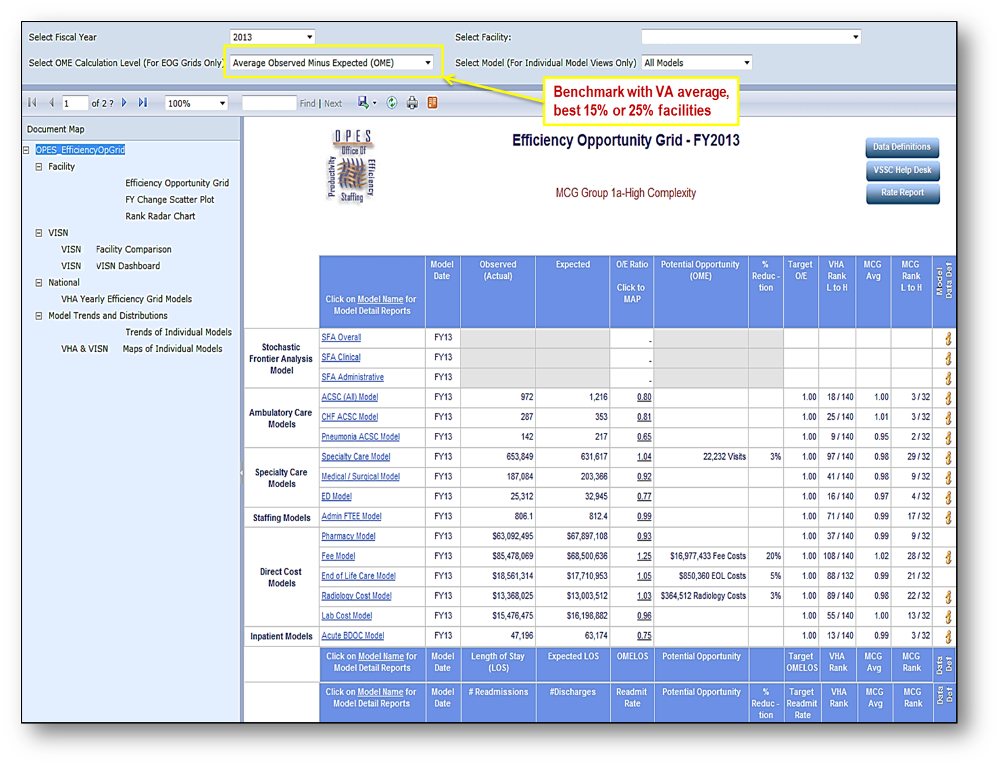 Select Fiscal Year 2013 Select Facility:
Select OME Calculation Level (For EOG Grids Only) Average Observed Minus Expected (OME) Select Model (For Individual Model Views Only) All Models
Benchmark with VA average,
best 15% or 25% facilities
1 of 2 ? 100% Find | Next
Document Map
OPES_EfficiencyOpGrid
Facility
Efficiency Opportunity Grid
FY Change Scatter Plot
Rank Radar Chart
VISN
VISN Facility Comparison
VISN VISN Dashboard
National
VHA Yearly Efficiency Grid Models
Model Trends and Distributions
Trends of Individual Models
VHA & VISN Maps of Individual Models
OPES
Office Of
Productivity
Efficiency
Staffing
Efficiency Opportunity Grid - FY2013
MCG Group 1a-High Complexity
Data Definitions
VSSC Help Desk
Rate Report
Click on Model Name for Model Detail Reports Model Date Observed (Actual) Expected O/E Ratio Click to MAP Potential Opportunity (OME) % Reduc - tion Target O/E VHA Rank L to H MCG Avg MCG Rank L to H Model Data Def
Stochastic Frontier Analysis Model
SFA Overall FY13 -
SFA Clinical FY13 -
SFA Administrative FY13 -
Ambulatory Care Models
ACSC (All) Model FY13 972 1,216 0.80 1.00 18 / 140 1.00 3 / 32
CHF ACSC Model FY13 287 353 0.81 1.00 25 / 140 1.01 3 / 32
Pneumonia ACSC Model FY13 142 217 0.65 1.00 9 / 140 0.95 2 / 32
Specialty Care Models
Specialty Care Model FY13 653,849 631,617 1.04 22,232 Visits 3% 1.00 97 / 140 0.98 29 / 32
Medical / Surgical Model FY13 187,084 203,366 0.92 1.00 41 / 140 0.98 9 / 32
ED Model FY13 25,312 32,945 0.77 1.00 16 / 140 0.97 4 / 32
Staffing Models
Admin FTEE Model FY13 806.1 812.4 0.99 1.00 71 / 140 0.99 17 / 32
Direct Cost Models
Pharmacy Model FY13 $63,092,495 $67,897,108 0.93 1.00 37 / 140 0.99 9 / 32
Fee Model FY13 $85,478,069 $68,500,636 1.25 $16,977,433 Fee Costs 20% 1.00 108 / 140 1.02 28 / 32
End of Life Care Model FY13 $18,561,314 $17,710,953 1.05 $850,360 EOL Costs 5% 1.00 88 / 132 0.99 21 / 32
Radiology Cost Model FY13 $13,368,025 $13,003,512 1.03 $364,512 Radiology Costs 3% 1.00 89 / 140 0.98 22 / 32
Lab Cost Model FY13 $15,476,475 $16,198,882 0.96 1.00 55 / 140 1.00 13 / 32
Inpatient Models
Acute BDOC Model FY13 47,196 63,174 0.75 1.00 13 / 140 0.99 3 / 32
Click on Model Name for Model Detail Reports Model Date Length of Stay (LOS) Expected LOS OMELOS Potential Opportunity Target OMELOS VHA Rank MCG Avg MCG Rank Data Def
Click on Model Name for Model Detail Reports Model Date # Readmissions #Discharges Readmit Rate Potential Opportunity % Reduc - tion Target Readmit Rate VHA Rank MCG Avg MCG Rank Data Def